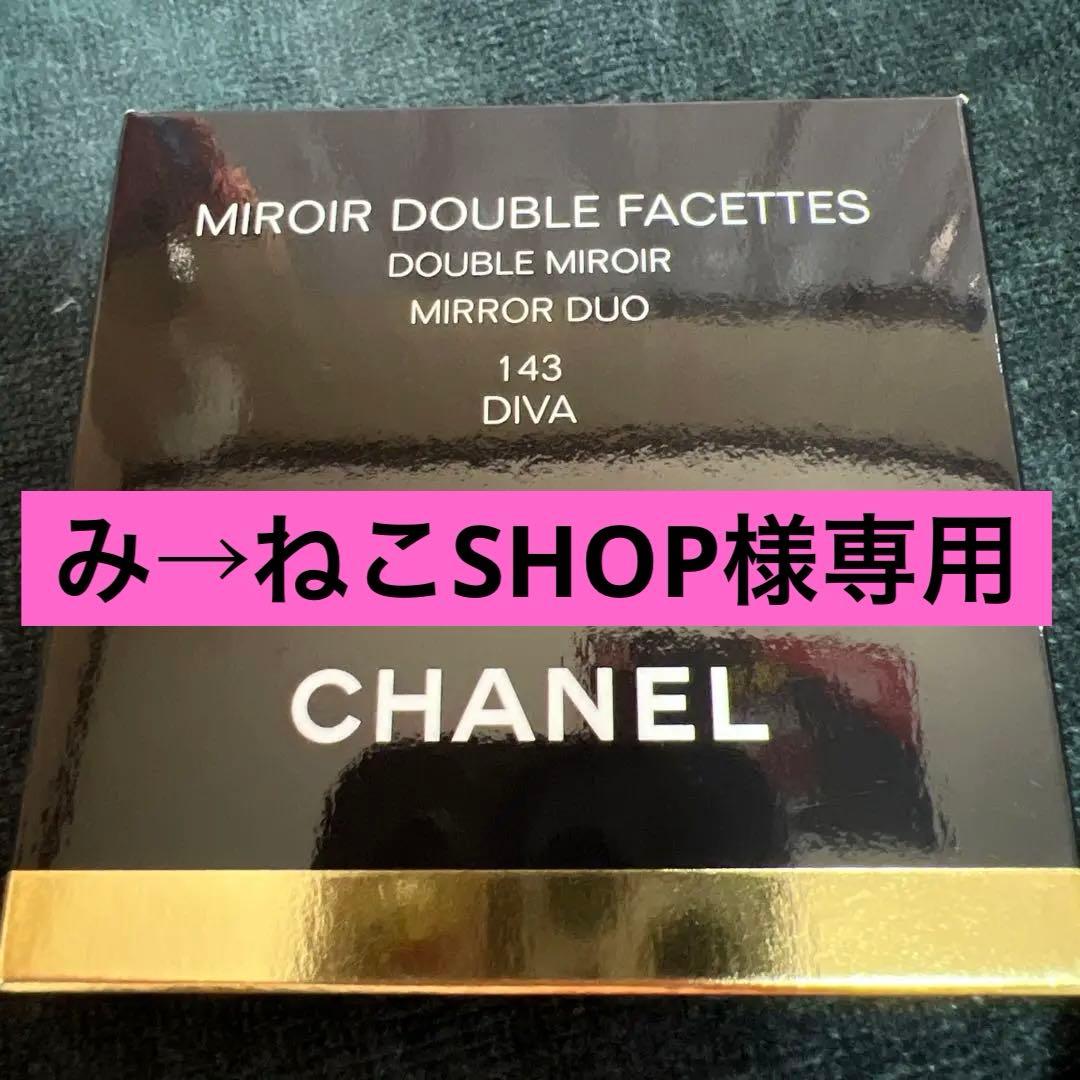 MIROIR DOUBLE FACETTES
DOUBLE MIROIR
MIRROR DUO
143
DIVA
み→ねこSHOP様専用
CHANEL